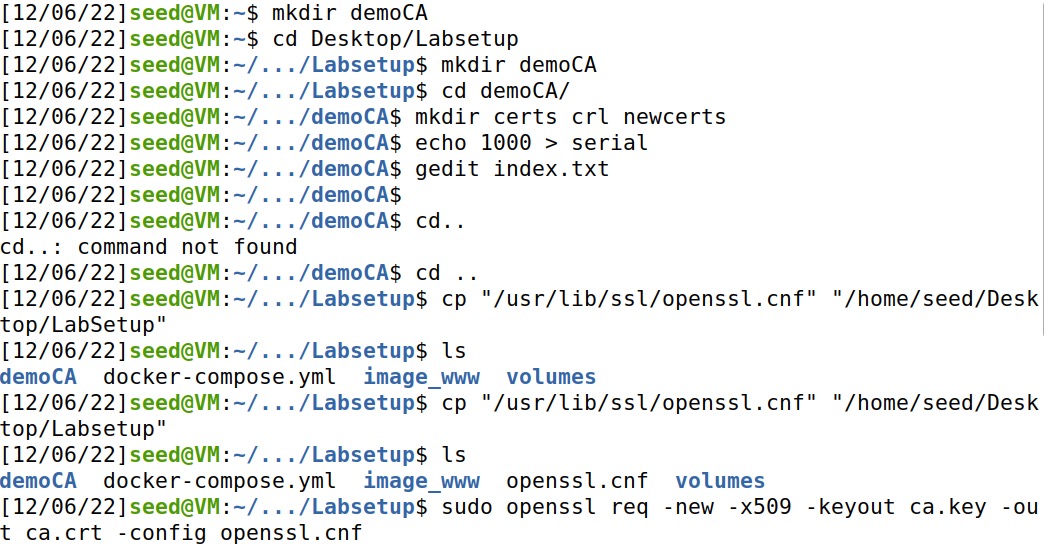 [12/06/22]seed@VM:~$ mkdir demoCA
[12/06/22]seed@VM:~$ cd Desktop/Labsetup
[12/06/22]seed@VM:~/.../Labsetup$ mkdir demoCA
[12/06/22]seed@VM:~/.../Labsetup$ cd demoCA/
[12/06/22]seed@VM:~/.../demoCA$ mkdir certs crl newcerts
[12/06/22]seed@VM:~/.../demoCA$ echo 1000 > serial
[12/06/22]seed@VM:~/.../demoCA$ gedit index.txt
[12/06/22]seed@VM:~/.../demoCA$
[12/06/22]seed@VM:~/.../demoCA$ cd..
cd..: command not found
[12/06/22]seed@VM:~/.../demoCA$ cd ..
[12/06/22]seed@VM:~/.../Labsetup$ cp "/usr/lib/ssl/openssl.cnf" "/home/seed/Desk
top/LabSetup"
[12/06/22]seed@VM:~/.../Labsetup$ ls
demoCA  docker-compose.yml  image_www  volumes
[12/06/22]seed@VM:~/.../Labsetup$ cp "/usr/lib/ssl/openssl.cnf" "/home/seed/Desk
top/Labsetup"
[12/06/22]seed@VM:~/.../Labsetup$ ls
demoCA  docker-compose.yml  image_www  openssl.cnf  volumes
[12/06/22]seed@VM:~/.../Labsetup$ sudo openssl req -new -x509 -keyout ca.key -ou
t ca.crt -config openssl.cnf